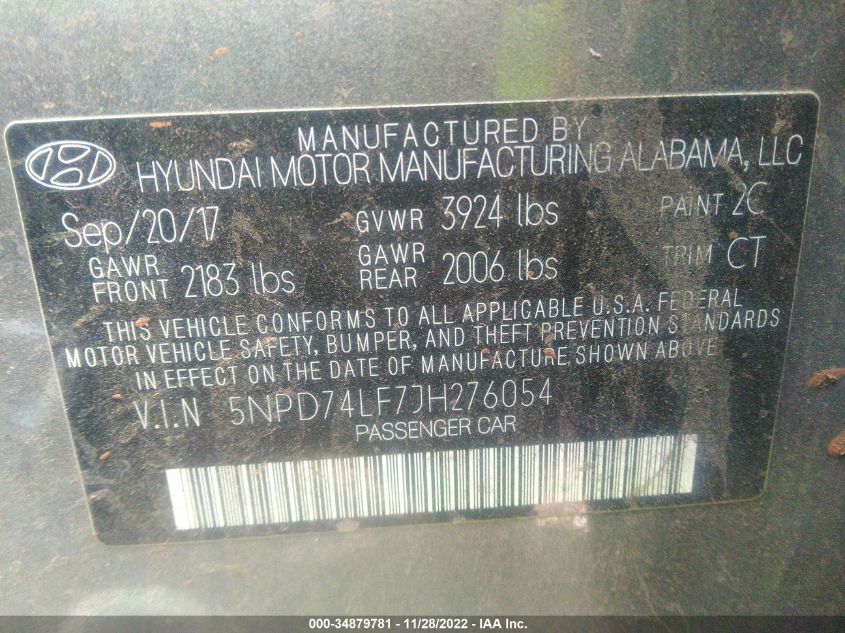 MANUFACTURED BY
HYUNDAI MOTOR MANUFACTURING ALABAMA, LLC
Sep/20/17 GVWR 3924 lbs PAINT 2C
GAWR FRONT 2183 lbs GAWR REAR 2006 lbs TRIM CT
THIS VEHICLE CONFORMS TO ALL APPLICABLE U.S.A. FEDERAL
MOTOR VEHICLE SAFETY, BUMPER, AND THEFT PREVENTION STANDARDS
IN EFFECT ON THE DATE OF MANUFACTURE SHOWN ABOVE
V.I.N 5NPD74LF7JH276054
PASSENGER CAR
000-34879781 - 11/28/2022 - IAA Inc.